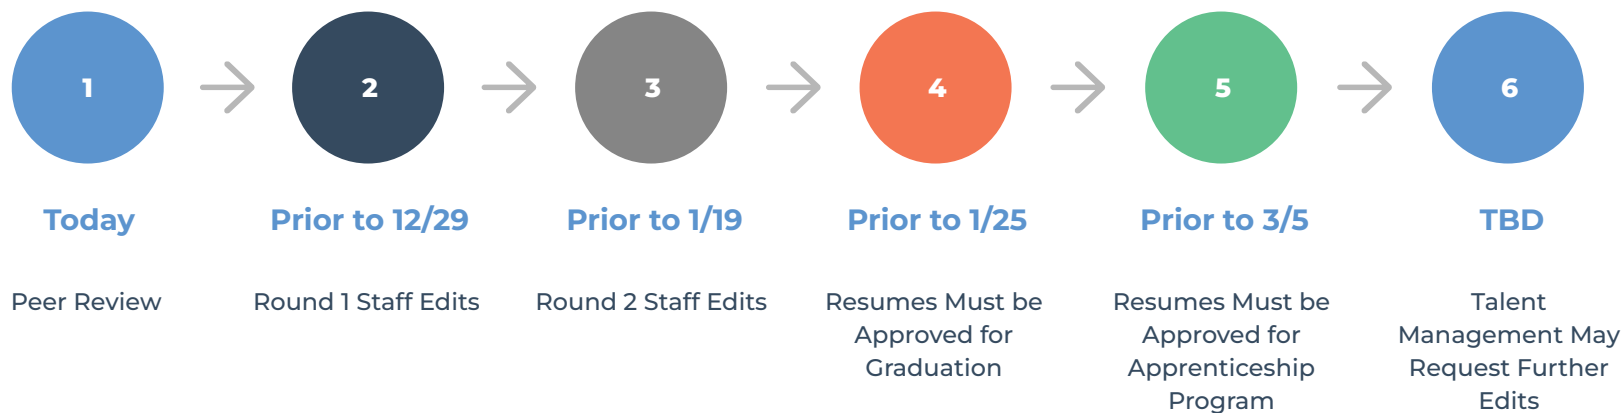 1
2
3
4
5
6
Today
Prior to 12/29
Prior to 1/19
Prior to 1/25
Prior to 3/5
TBD
Peer Review
Round 1 Staff Edits
Round 2 Staff Edits
Resumes Must be
Approved for
Graduation
Resumes Must be
Approved for
Apprenticeship
Program
Talent
Management May
Request Further
Edits